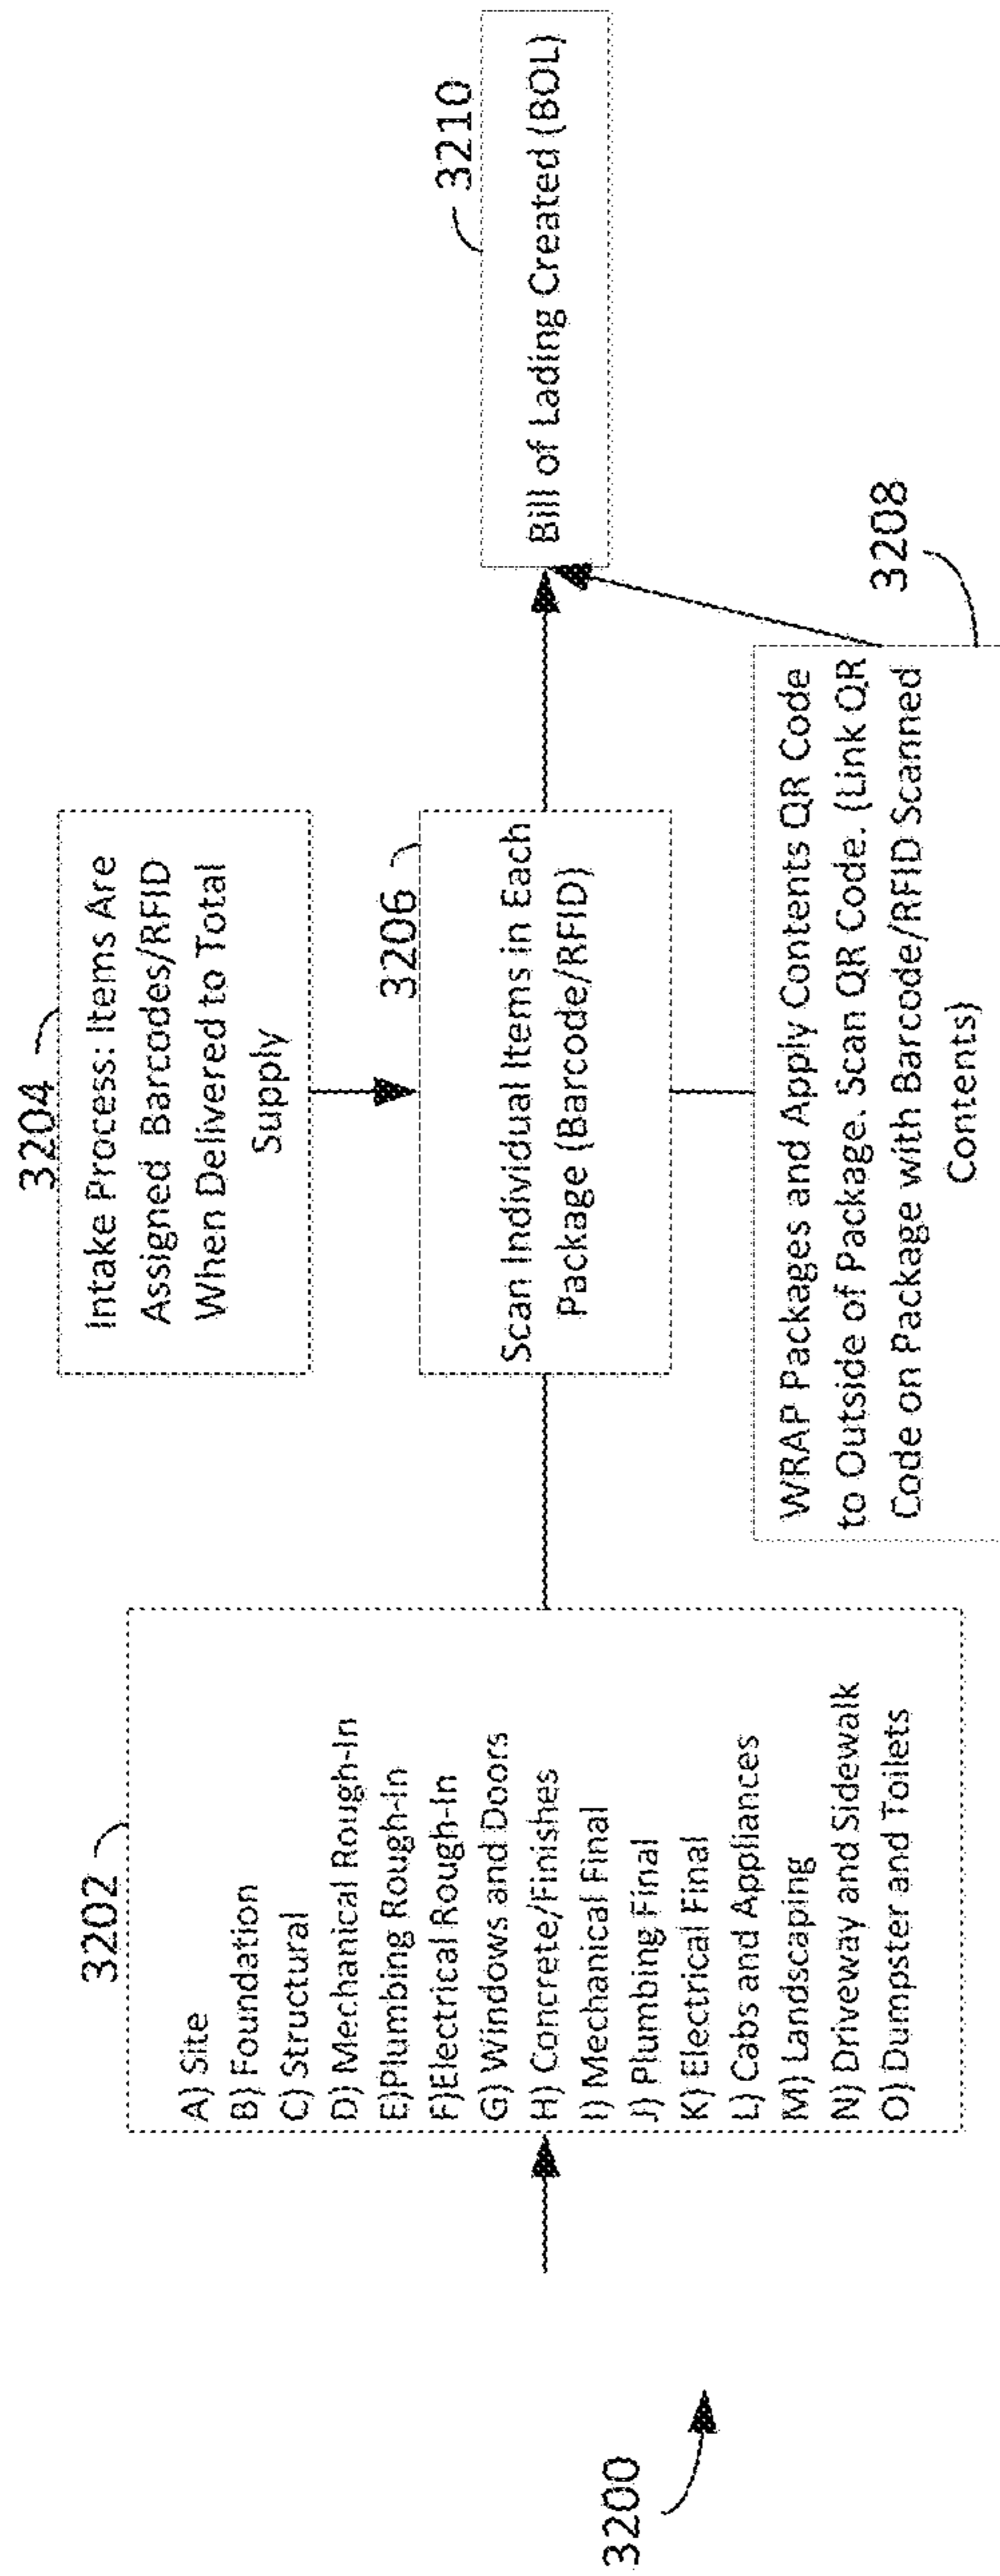 3200
3202
A) Site
B) Foundation
C) Structural
D) Mechanical Rough-In
E)Plumbing Rough-In
F)Electrical Rough-In
G) Windows and Doors
H) Concrete/Finishes
I) Mechanical Final
J) Plumbing Final
K) Electrical Final
L) Cabs and Appliances
M) Landscaping
N) Driveway and Sidewalk
O) Dumpster and Toilets
3204
Intake Process: Items Are
Assigned Barcodes/RFID
When Delivered to Total
Supply
3206
Scan Individual Items in Each
Package (Barcode/RFID)
3208
WRAP Packages and Apply Contents QR Code
to Outside of Package. Scan QR Code. (Link QR
Code on Package with Barcode/RFID Scanned
Contents)
3210
Bill of Lading Created (BOL)